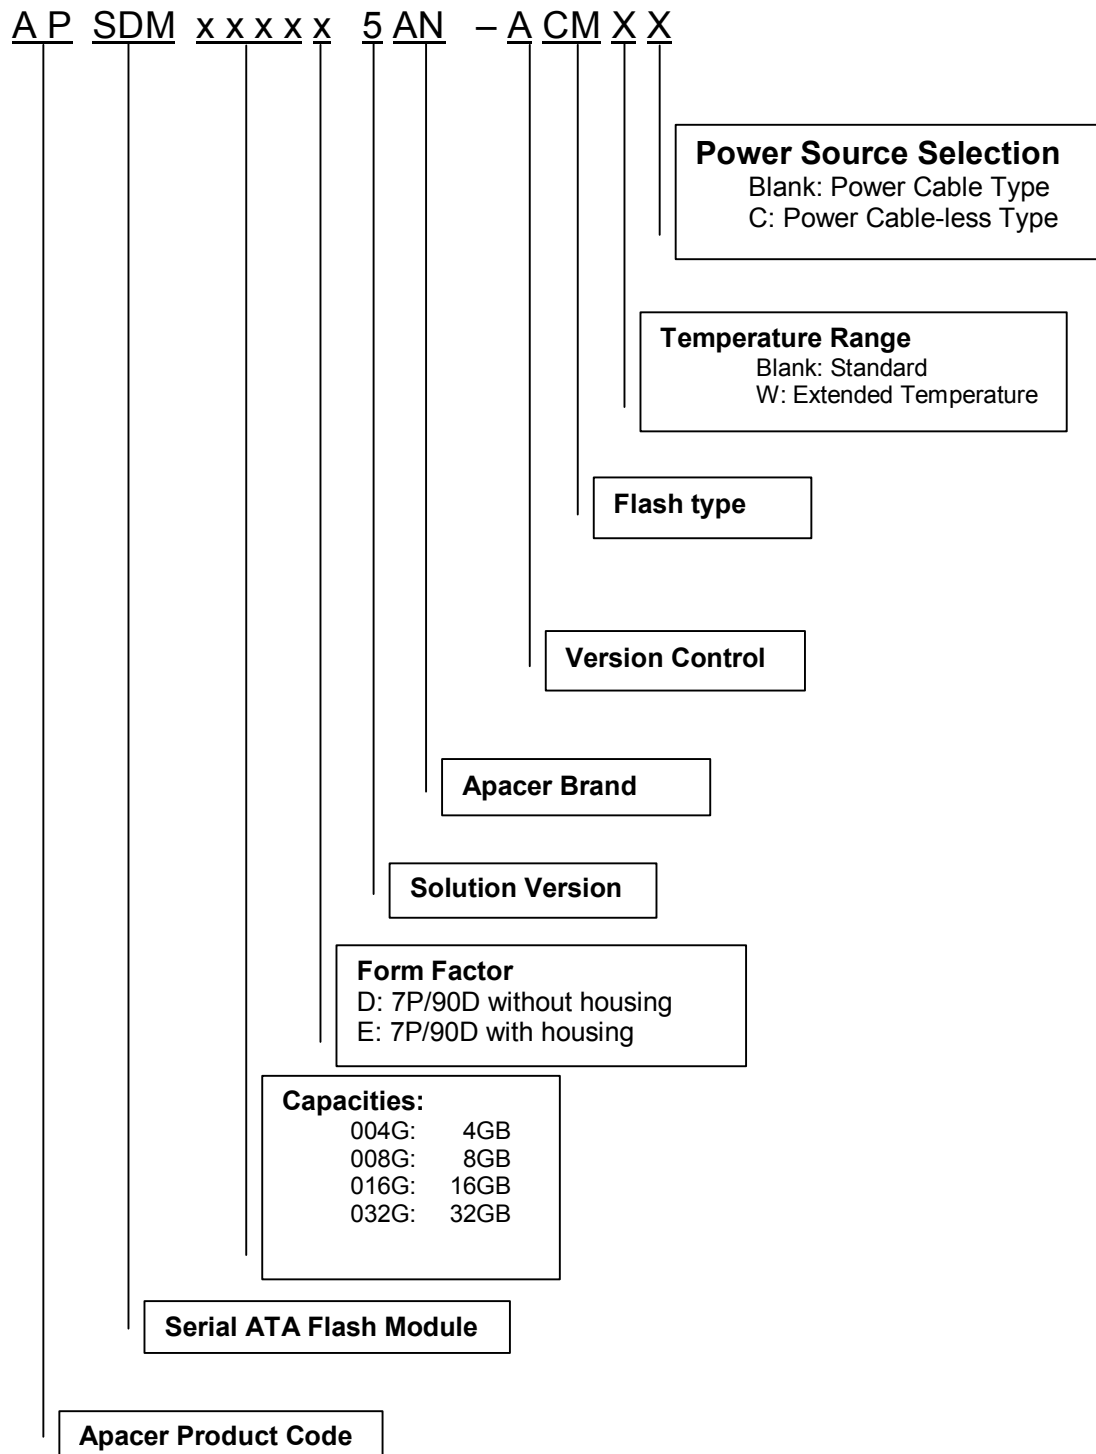 A P SDM x x x x x 5 AN – A CM X X
Power Source Selection
Blank: Power Cable Type
C: Power Cable-less Type
Temperature Range
Blank: Standard
W: Extended Temperature
Flash type
Version Control
Apacer Brand
Solution Version
Form Factor
D: 7P/90D without housing
E: 7P/90D with housing
Capacities:
004G: 4GB
008G: 8GB
016G: 16GB
032G: 32GB
Serial ATA Flash Module
Apacer Product Code